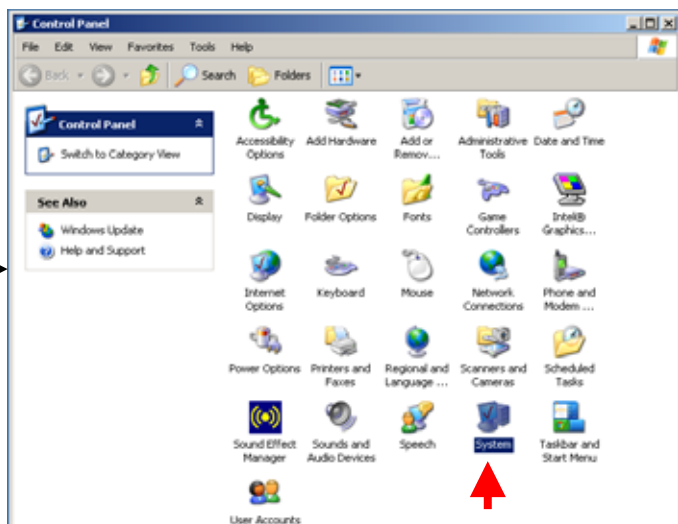 Control Panel
File Edit View Favorites Tools Help
Back Search Folders
Control Panel
Switch to Category View
See Also
Windows Update
Help and Support
Accessibility Options
Add Hardware
Add or Remov...
Administrative Tools
Date and Time
Display
Folder Options
Fonts
Game Controllers
Intel® Graphics...
Internet Options
Keyboard
Mouse
Network Connections
Phone and Modem ...
Power Options
Printers and Faxes
Regional and Language ...
Scanners and Cameras
Scheduled Tasks
Sound Effect Manager
Sounds and Audio Devices
Speech
System
Taskbar and Start Menu
User Accounts